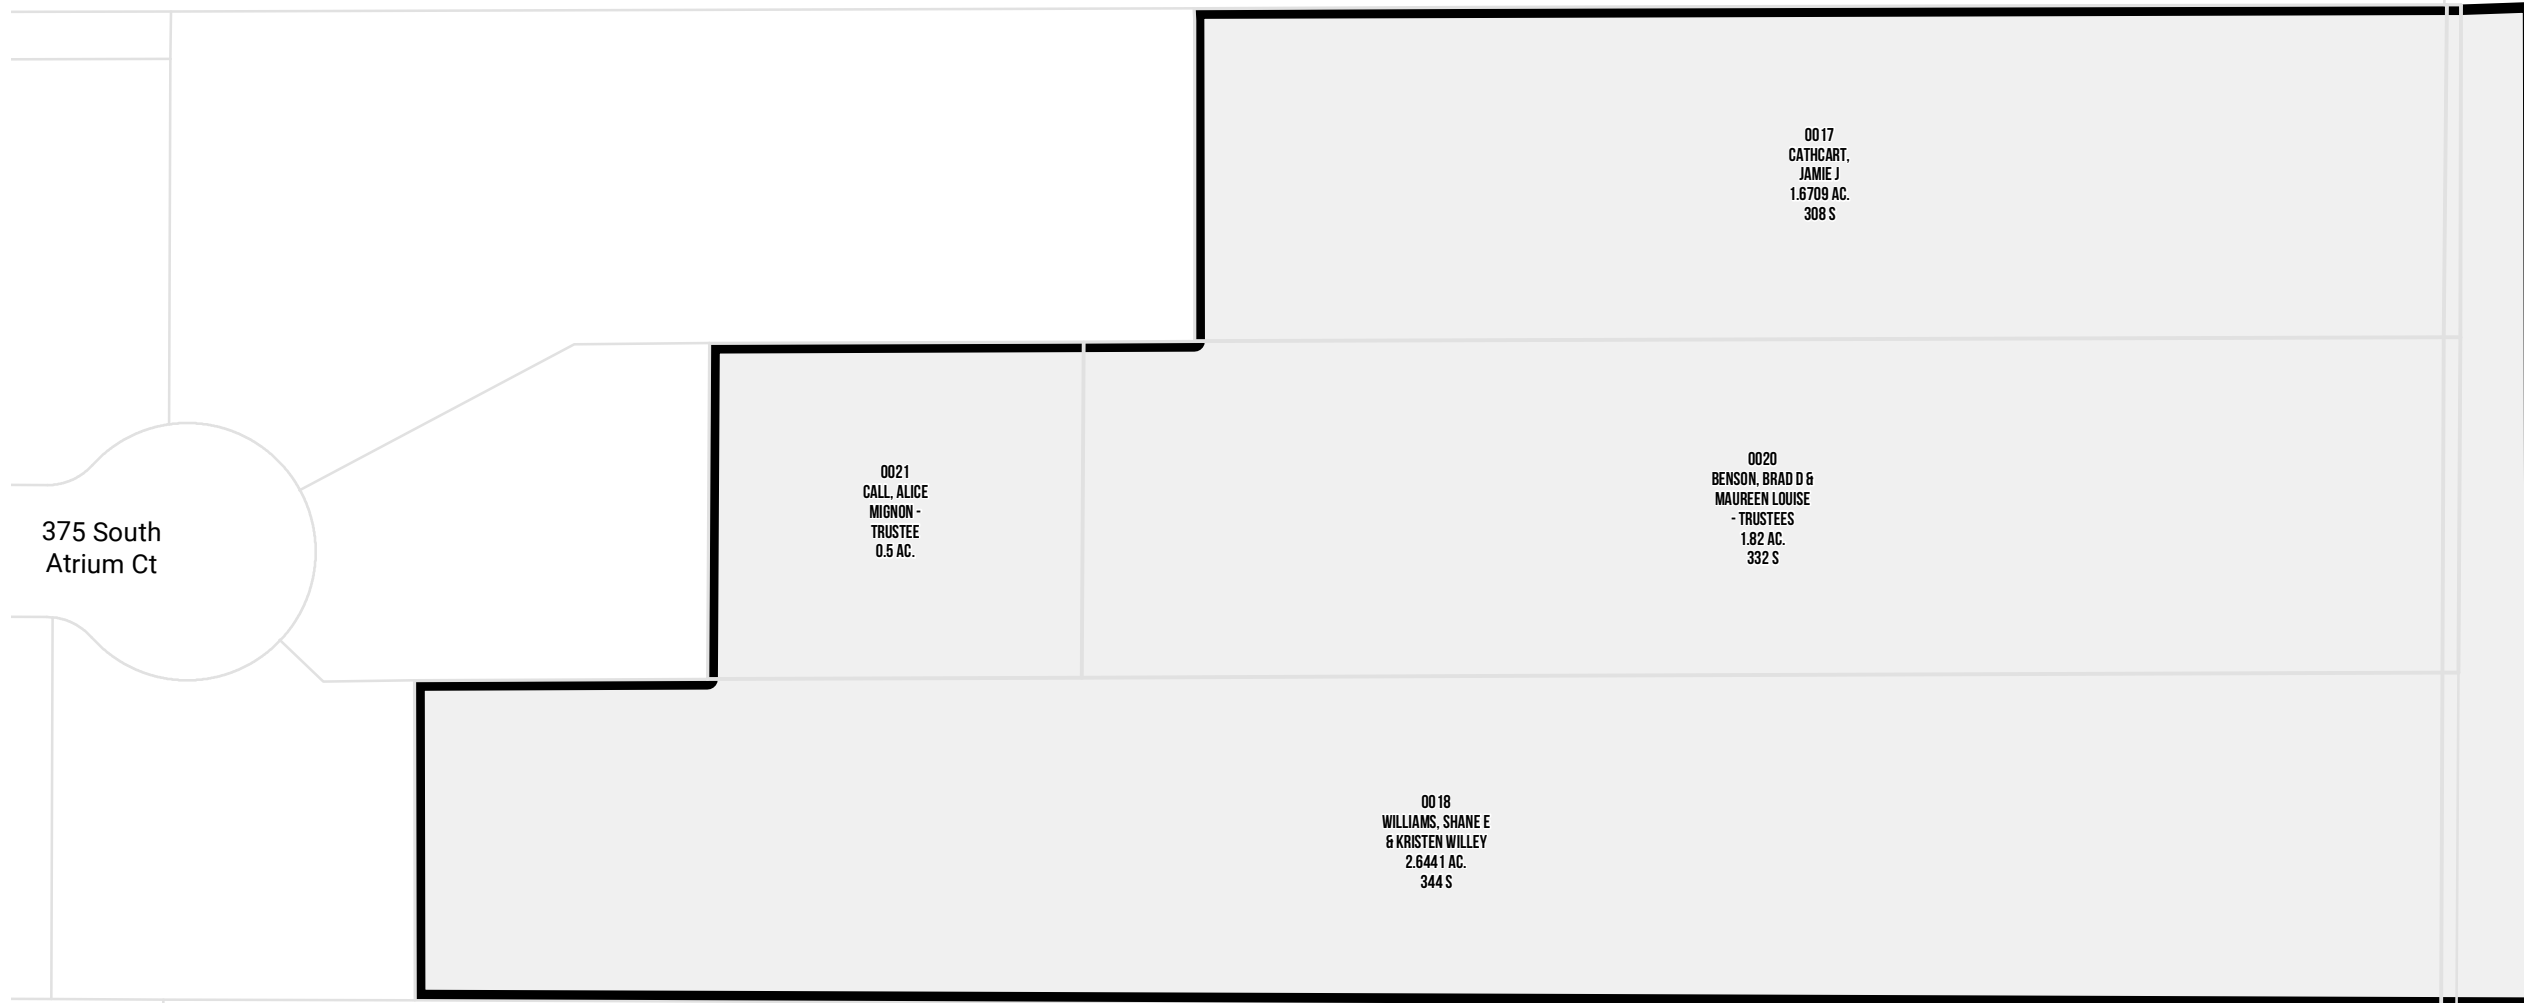 0017
CATHCART,
JAMIE J
1.6709 AC.
308 S
0021
CALL, ALICE
MIGNON -
TRUSTEE
0.5 AC.
0020
BENSON, BRAD D &
MAUREEN LOUISE
- TRUSTEES
1.82 AC.
332 S
375 South
Atrium Ct
0018
WILLIAMS, SHANE E
& KRISTEN WILLEY
2.6441 AC.
344 S